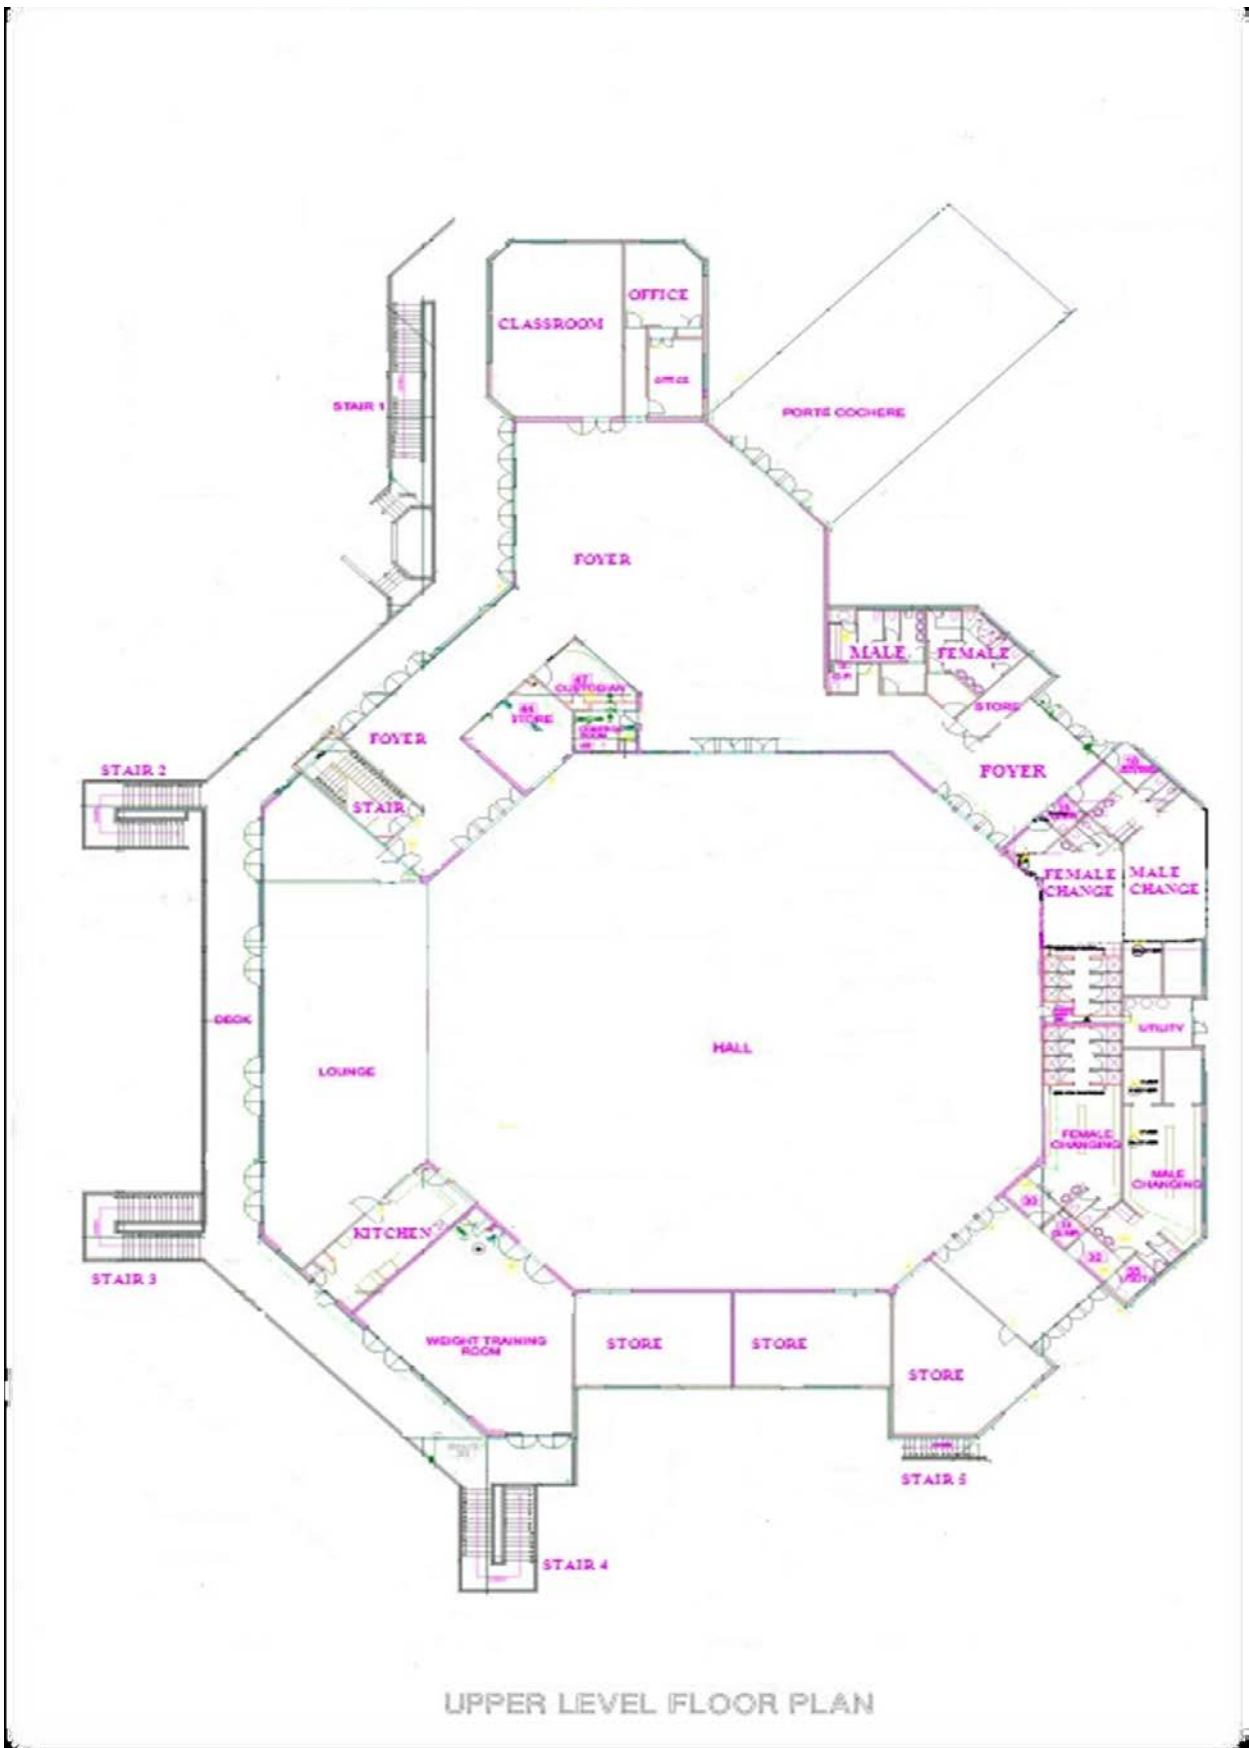 OFFICE
CLASSROOM
OFFICE
STAIR 1
PORTE COCHERE
FOYER
MALE
FEMALE
47
CUSTODIAN
STORE
STORE
FOYER
FOYER
STAIR 2
STAIR
FEMALE
CHANGE
MALE
CHANGE
DECK
UTILITY
HALL
LOUNGE
FEMALE
CHANGING
MALE
CHANGING
KITCHEN
STAIR 3
32
WEIGHT TRAINING
ROOM
STORE
STORE
STORE
STAIR 5
STAIR 4
UPPER LEVEL FLOOR PLAN